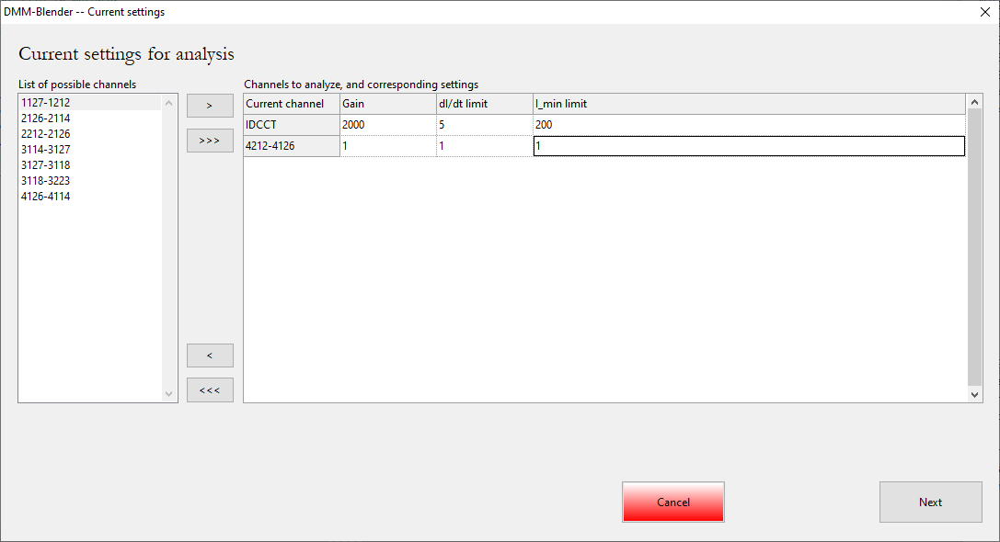 DMM-Blender -- Current settings
Current settings for analysis
List of possible channels
1127-1212
2126-2114
2212-2126
3114-3127
3127-3118
3118-3223
4126-4114
>
>>>
<
<<<
Channels to analyze, and corresponding settings
Current channel Gain dI/dt limit I_min limit
IDCCT 2000 5 200
4212-4126 1 1 1
Cancel
Next